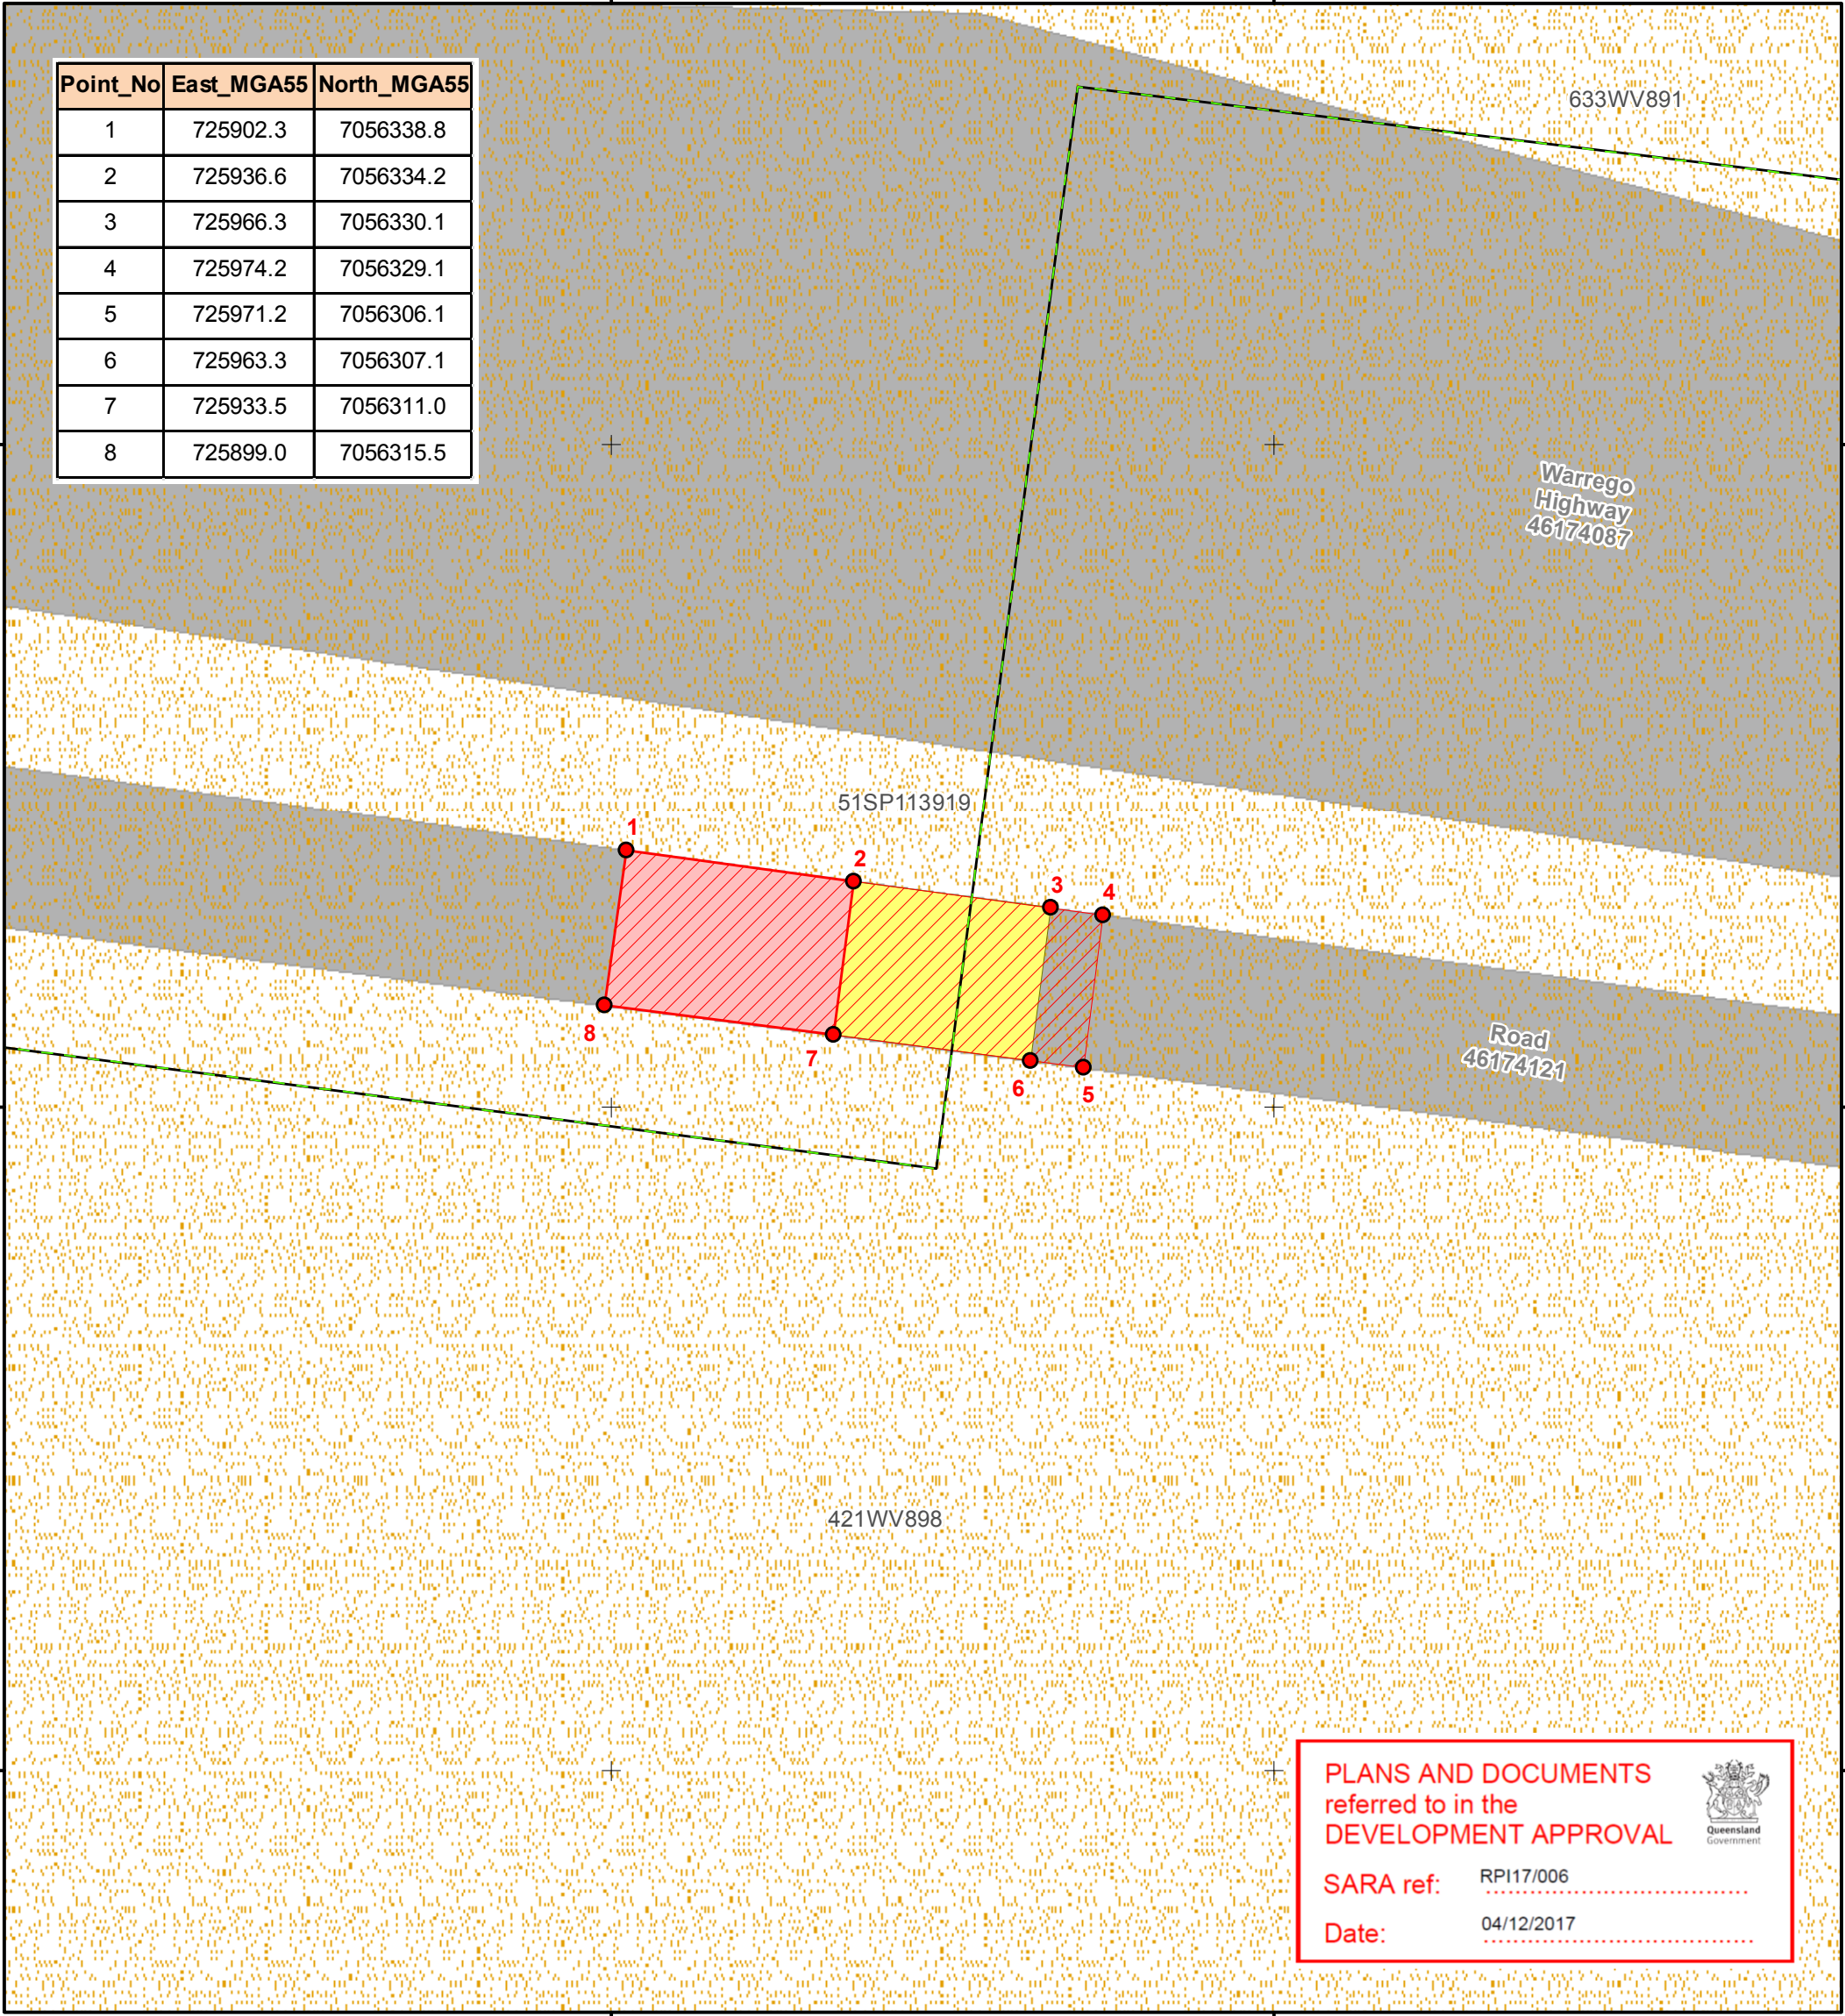 Point_No East_MGA55 North_MGA55
1 725902.3 7056338.8
2 725936.6 7056334.2
3 725966.3 7056330.1
4 725974.2 7056329.1
5 725971.2 7056306.1
6 725963.3 7056307.1
7 725933.5 7056311.0
8 725899.0 7056315.5
633WV891
Warrego
Highway
46174087
51SP113919
1
2
3
4
8
7
6
5
Road
46174121
421WV898
PLANS AND DOCUMENTS
referred to in the
DEVELOPMENT APPROVAL
Queensland
Government
SARA ref: RPI17/006
Date: 04/12/2017